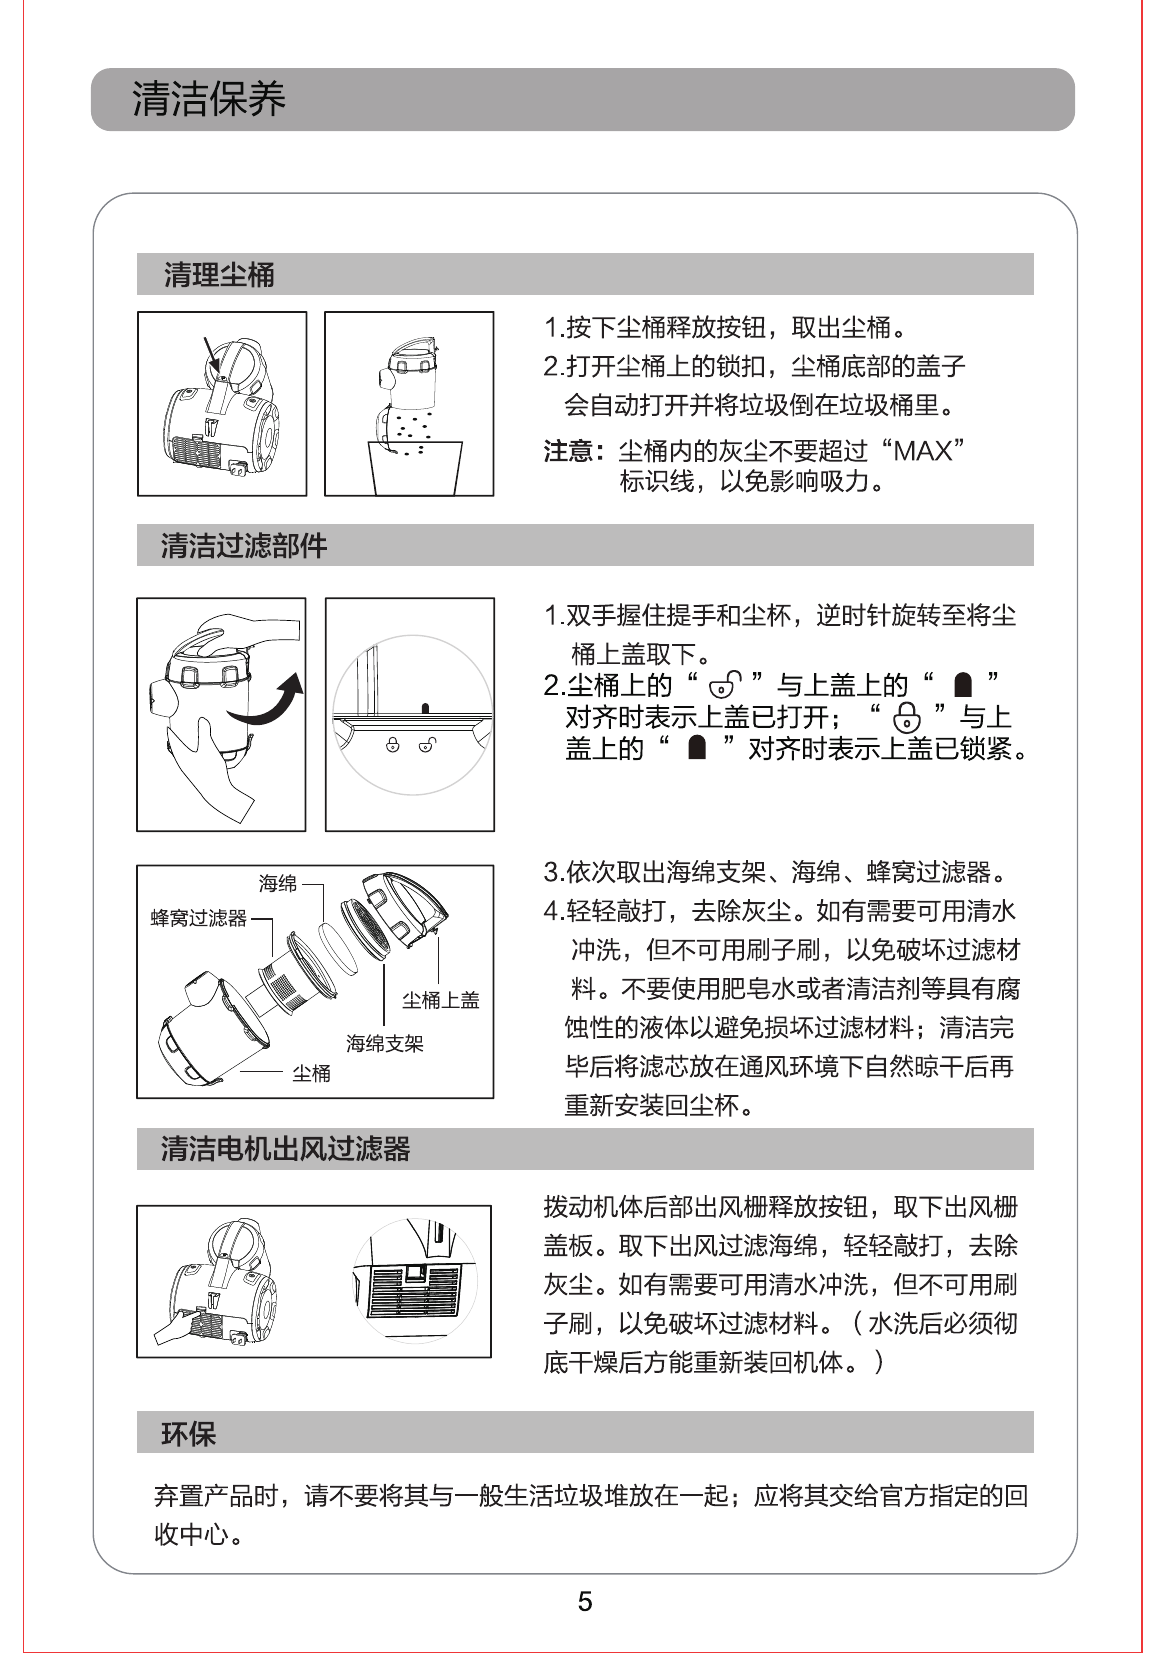 清洁保养
清理尘桶
1.按下尘桶释放按钮，取出尘桶。
2.打开尘桶上的锁扣，尘桶底部的盖子
会自动打开并将垃圾倒在垃圾桶里。
注意：尘桶内的灰尘不要超过“MAX”
标识线，以免影响吸力。
清洁过滤部件
1.双手握住提手和尘杯，逆时针旋转至将尘
桶上盖取下。
2.尘桶上的“ ”与上盖上的“ ”
对齐时表示上盖已打开；“ ”与上
盖上的“ ”对齐时表示上盖已锁紧。
海绵
蜂窝过滤器
尘桶上盖
海绵支架
尘桶
3.依次取出海绵支架、海绵、蜂窝过滤器。
4.轻轻敲打，去除灰尘。如有需要可用清水
冲洗，但不可用刷子刷，以免破坏过滤材
料。不要使用肥皂水或者清洁剂等具有腐
蚀性的液体以避免损坏过滤材料；清洁完
毕后将滤芯放在通风环境下自然晾干后再
重新安装回尘杯。
清洁电机出风过滤器
拨动机体后部出风栅释放按钮，取下出风栅
盖板。取下出风过滤海绵，轻轻敲打，去除
灰尘。如有需要可用清水冲洗，但不可用刷
子刷，以免破坏过滤材料。（水洗后必须彻
底干燥后方能重新装回机体。）
环保
弃置产品时，请不要将其与一般生活垃圾堆放在一起；应将其交给官方指定的回
收中心。
5